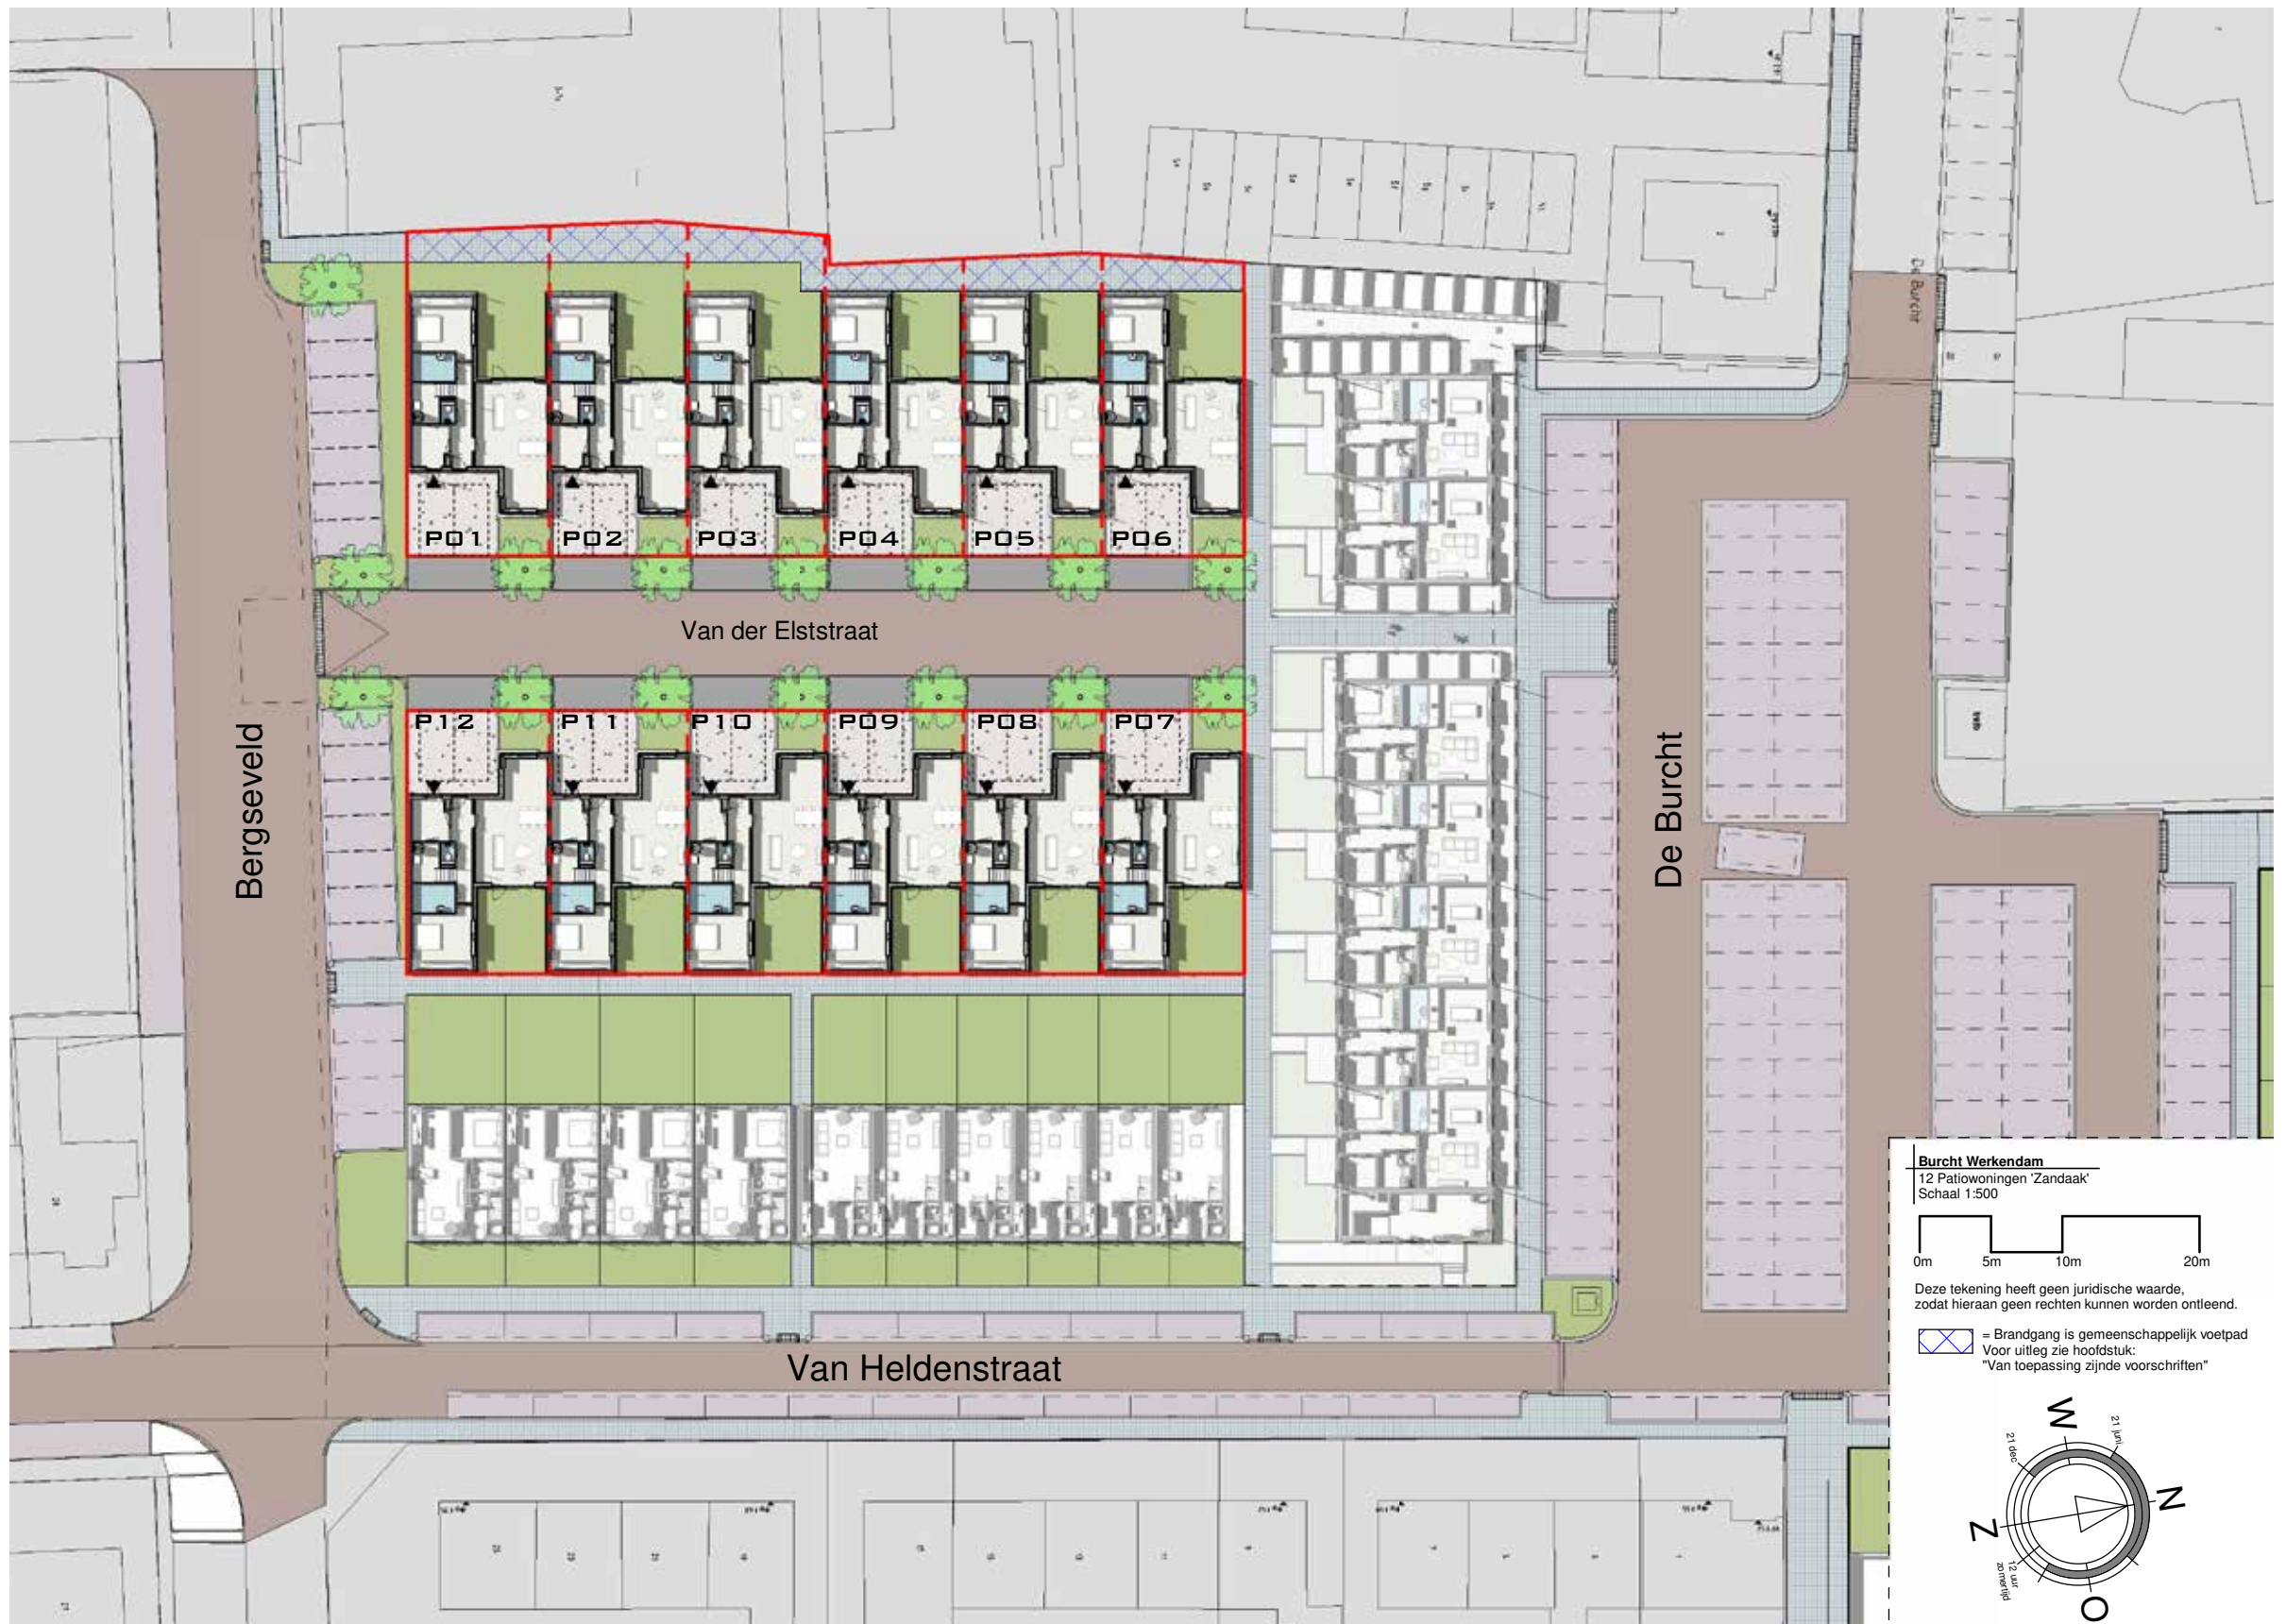 De Burcht
P01
P02
P03
P04
P05
P06
Van der Elststraat
P12
P11
P10
P09
P08
P07
Bergseveld
De Burcht
Van Heldenstraat
Burcht Werkendam
12 Patiowoningen 'Zandaak'
Schaal 1:500
0m
5m
10m
20m
Deze tekening heeft geen juridische waarde,
zodat hieraan geen rechten kunnen worden ontleend.
= Brandgang is gemeenschappelijk voetpad
Voor uitleg zie hoofdstuk:
"Van toepassing zijnde voorschriften"
W
21 juni
21 dec
N
Z
12 uur
zomertijd
O